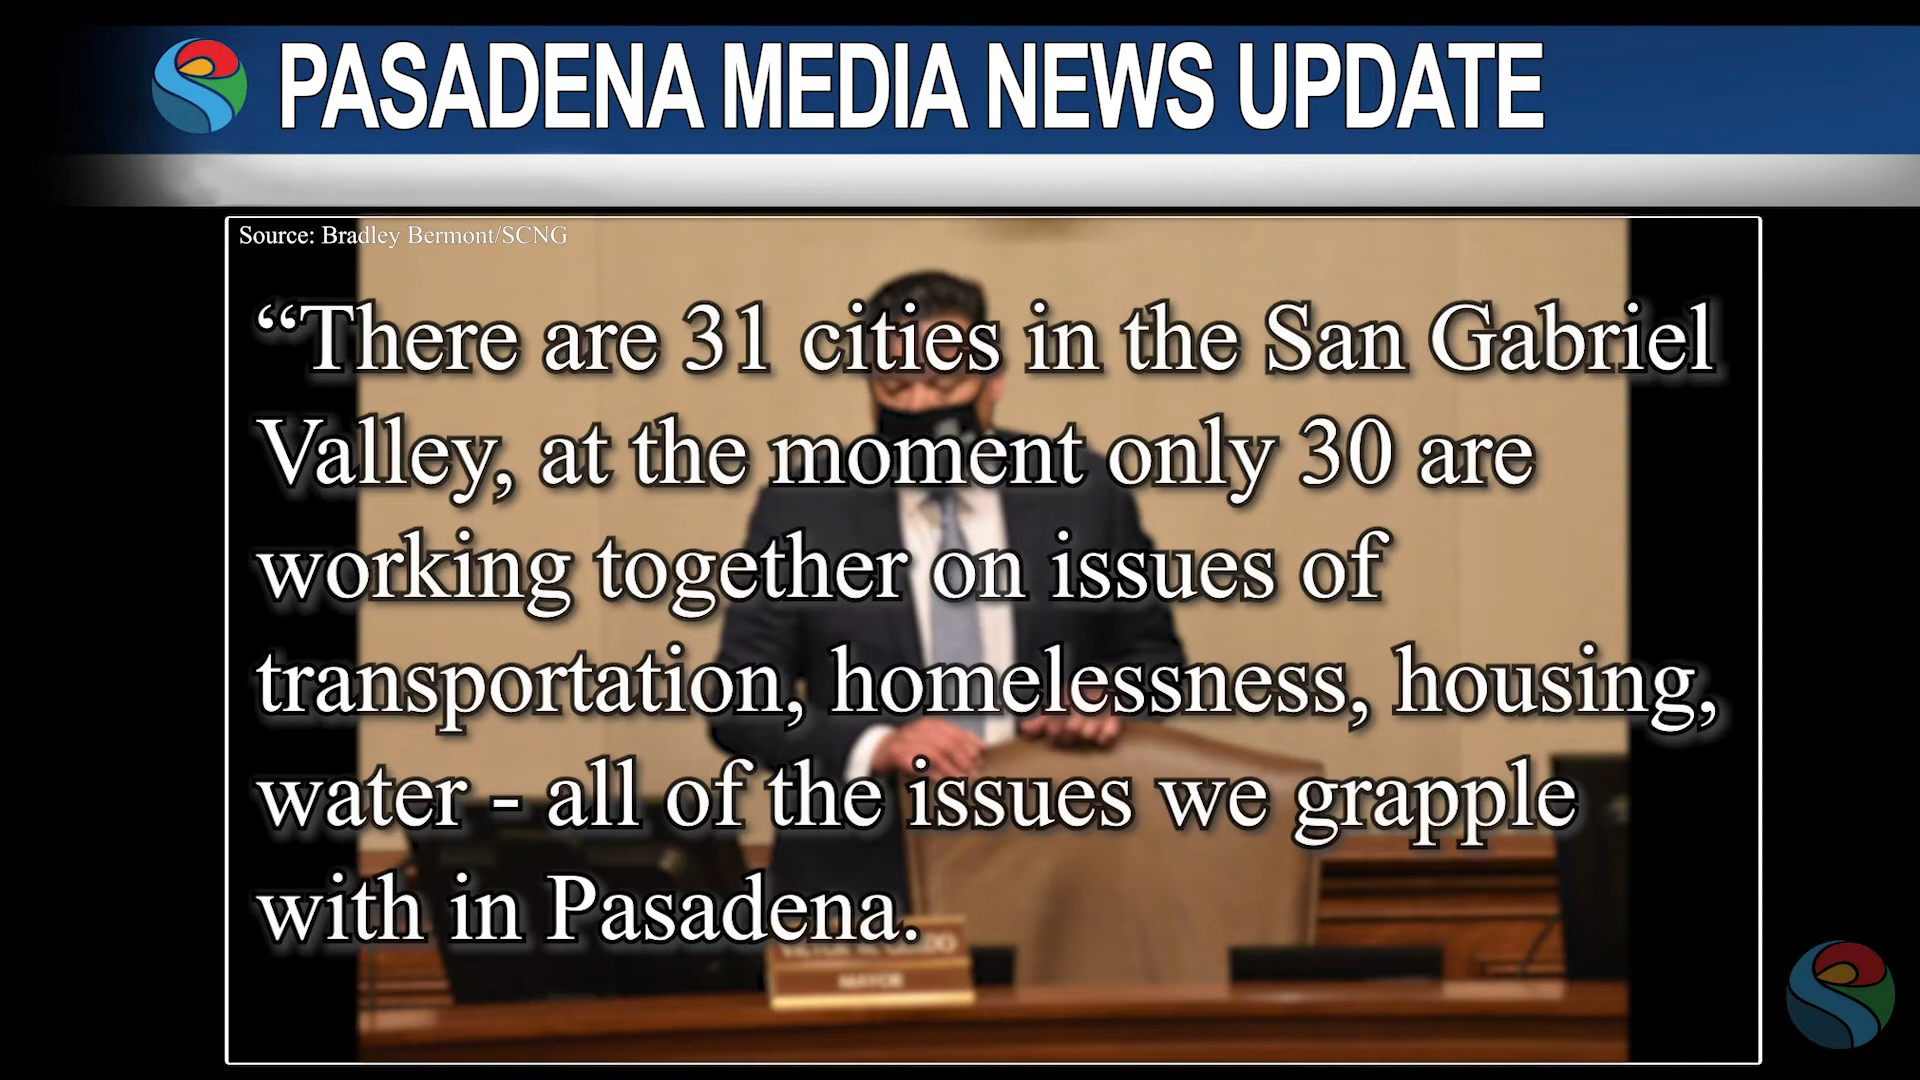 PASADENA MEDIA NEWS UPDATE
Source: Bradley Bermont/SCNG
“There are 31 cities in the San Gabriel
Valley, at the moment only 30 are
working together on issues of
transportation, homelessness, housing,
water - all of the issues we grapple
with in Pasadena.
MAYOR